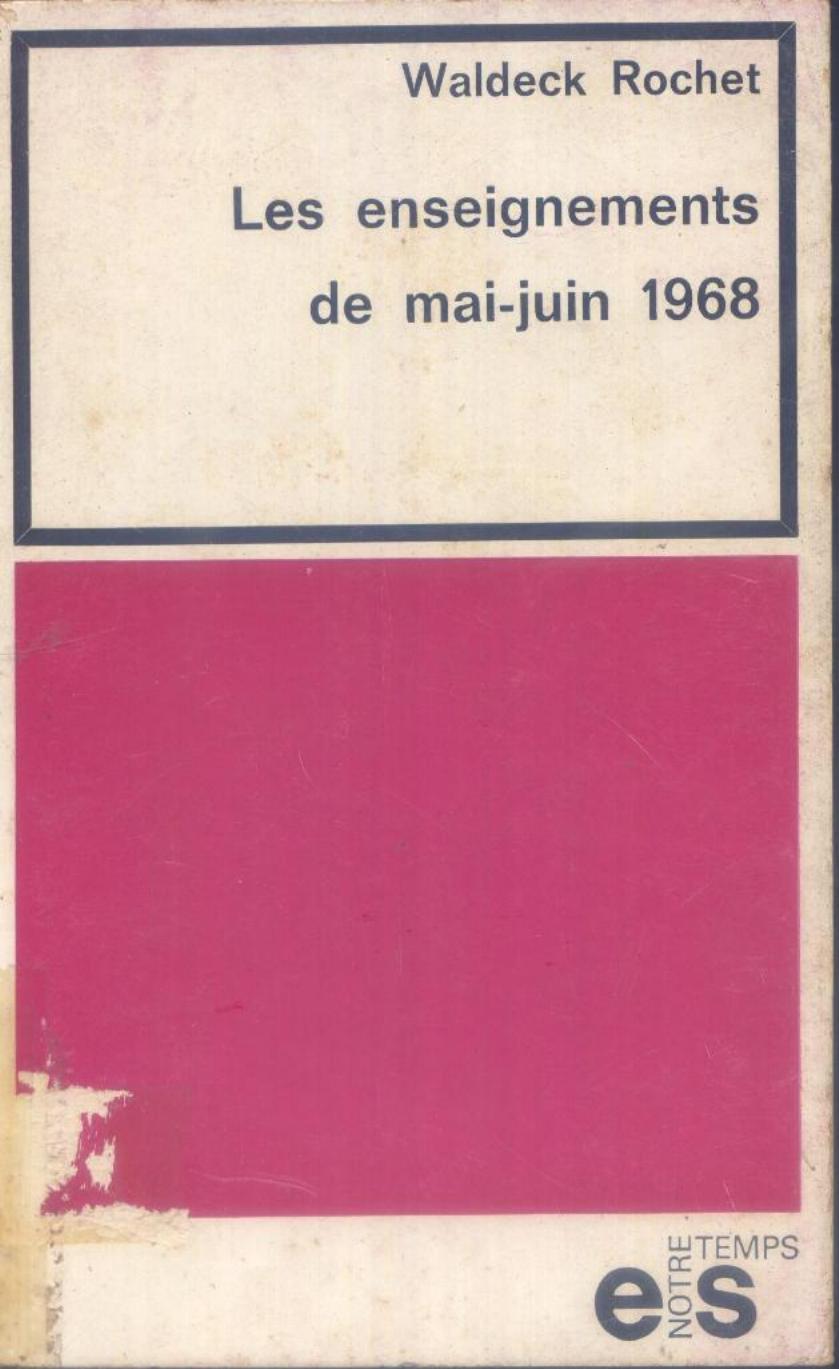 Waldeck Rochet
Les enseignements
de mai-juin 1968
NOTRE TEMPS
es